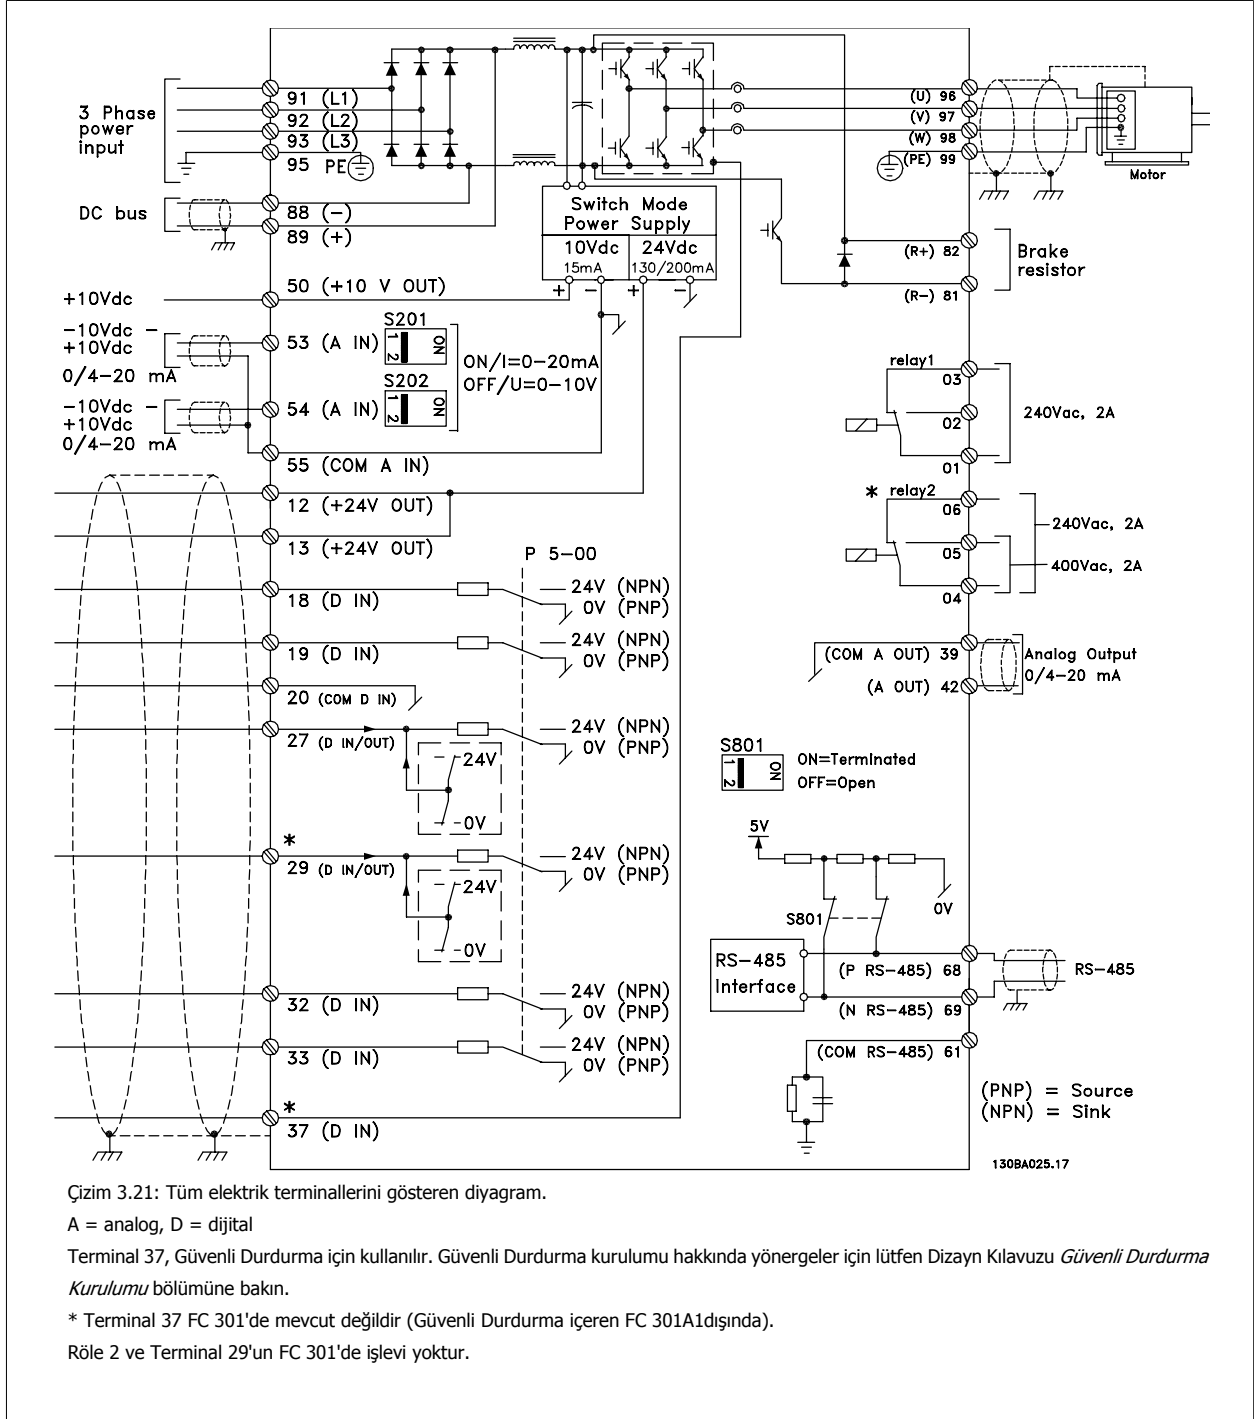 3 Phase
power
input
91 (L1)
92 (L2)
93 (L3)
95 PE
DC bus
88 (−)
89 (+)
Switch Mode
Power Supply
10Vdc
15mA
24Vdc
130/200mA
+ − + −
+10Vdc
50 (+10 V OUT)
−10Vdc −
+10Vdc
0/4−20 mA
53 (A IN)
S201
1 2
ON
−10Vdc −
+10Vdc
0/4−20 mA
54 (A IN)
S202
1 2
ON
ON/I=0−20mA
OFF/U=0−10V
55 (COM A IN)
12 (+24V OUT)
13 (+24V OUT)
P 5−00
18 (D IN)
24V (NPN)
0V (PNP)
19 (D IN)
24V (NPN)
0V (PNP)
20 (COM D IN)
27 (D IN/OUT)
24V (NPN)
0V (PNP)
24V
0V
*
29 (D IN/OUT)
24V (NPN)
0V (PNP)
24V
0V
32 (D IN)
24V (NPN)
0V (PNP)
33 (D IN)
24V (NPN)
0V (PNP)
*
37 (D IN)
(U) 96
(V) 97
(W) 98
(PE) 99
Motor
(R+) 82
(R−) 81
Brake
resistor
relay1
03
02
01
240Vac, 2A
* relay2
06
05
04
240Vac, 2A
400Vac, 2A
(COM A OUT) 39
(A OUT) 42
Analog Output
0/4−20 mA
S801
1 2
ON
ON=Terminated
OFF=Open
5V
S801
0V
RS−485
Interface
(P RS−485) 68
(N RS−485) 69
RS−485
(COM RS−485) 61
(PNP) = Source
(NPN) = Sink
130BA025.17
Çizim 3.21: Tüm elektrik terminallerini gösteren diyagram.
A = analog, D = dijital
Terminal 37, Güvenli Durdurma için kullanılır. Güvenli Durdurma kurulumu hakkında yönergeler için lütfen Dizayn Kılavuzu Güvenli Durdurma
Kurulumu bölümüne bakın.
* Terminal 37 FC 301'de mevcut değildir (Güvenli Durdurma içeren FC 301A1dışında).
Röle 2 ve Terminal 29'un FC 301'de işlevi yoktur.